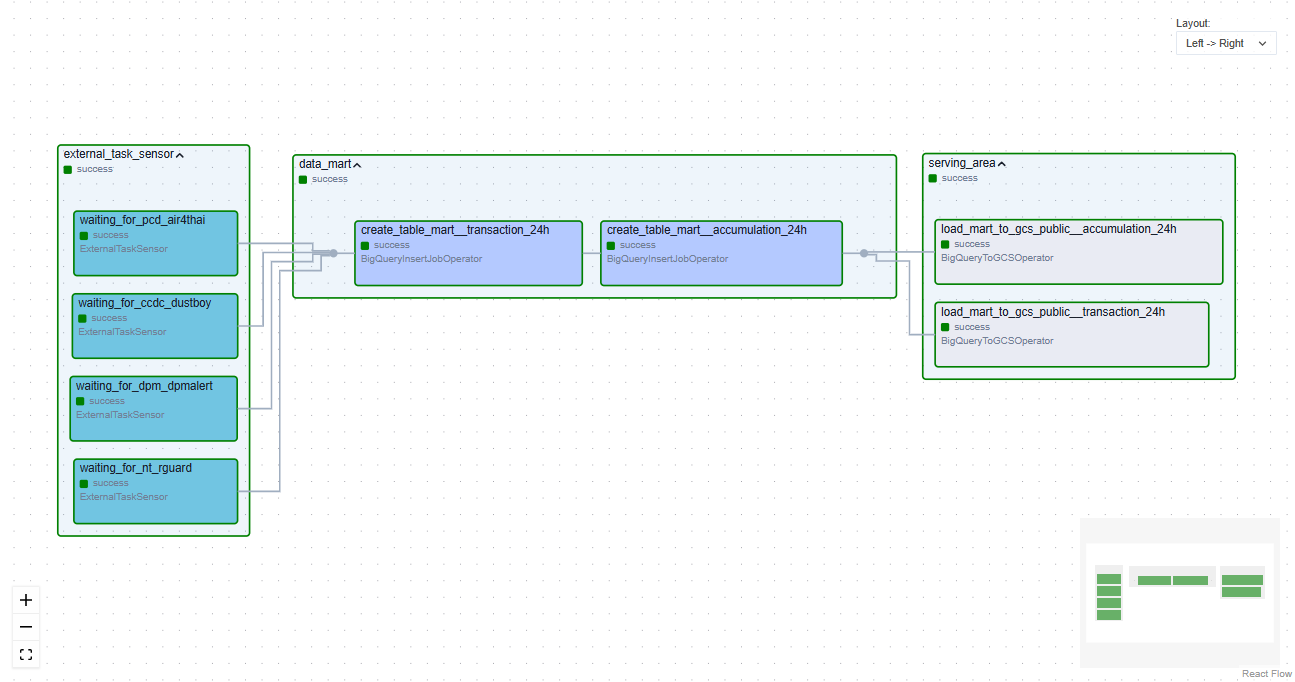 Layout:
Left -> Right
external_task_sensor
success
waiting_for_pcd_air4thai
success
ExternalTaskSensor
waiting_for_ccdc_dustboy
success
ExternalTaskSensor
waiting_for_dpm_dpmalert
success
ExternalTaskSensor
waiting_for_nt_rguard
success
ExternalTaskSensor
data_mart
success
create_table_mart__transaction_24h
success
BigQueryInsertJobOperator
create_table_mart__accumulation_24h
success
BigQueryInsertJobOperator
serving_area
success
load_mart_to_gcs_public__accumulation_24h
success
BigQueryToGCSOperator
load_mart_to_gcs_public__transaction_24h
success
BigQueryToGCSOperator
React Flow